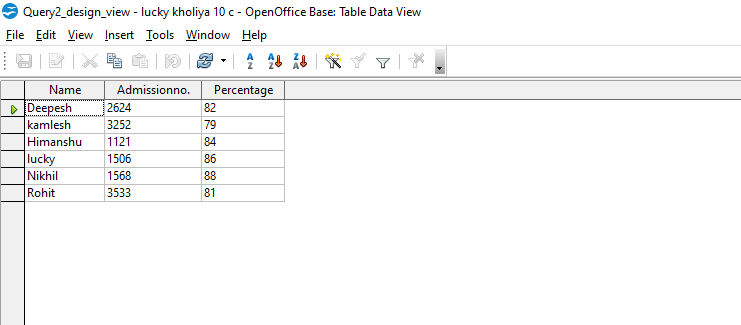 Query2_design_view - lucky kholiya 10 c - OpenOffice Base: Table Data View
File Edit View Insert Tools Window Help
A Z A Z Z A
Name Admissionno. Percentage
Deepesh 2624 82
kamlesh 3252 79
Himanshu 1121 84
lucky 1506 86
Nikhil 1568 88
Rohit 3533 81